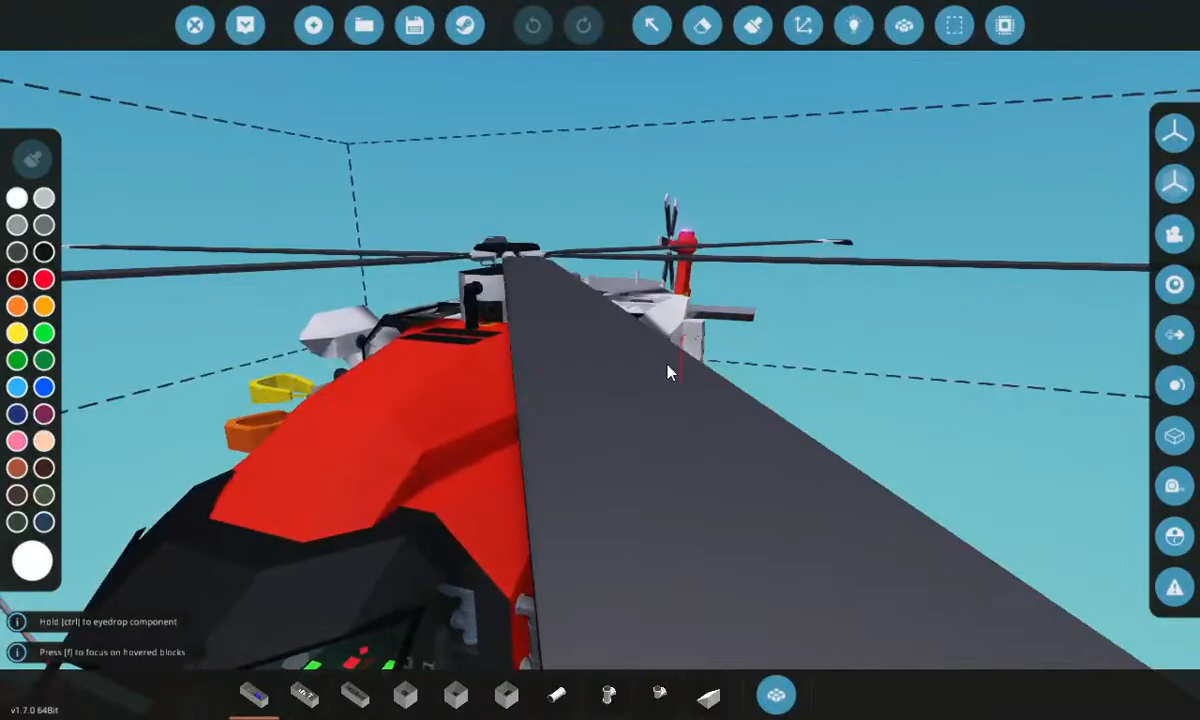 Hold [ctrl] to eyedrop component
Press [f] to focus on hovered blocks
v1.7.0 64Bit